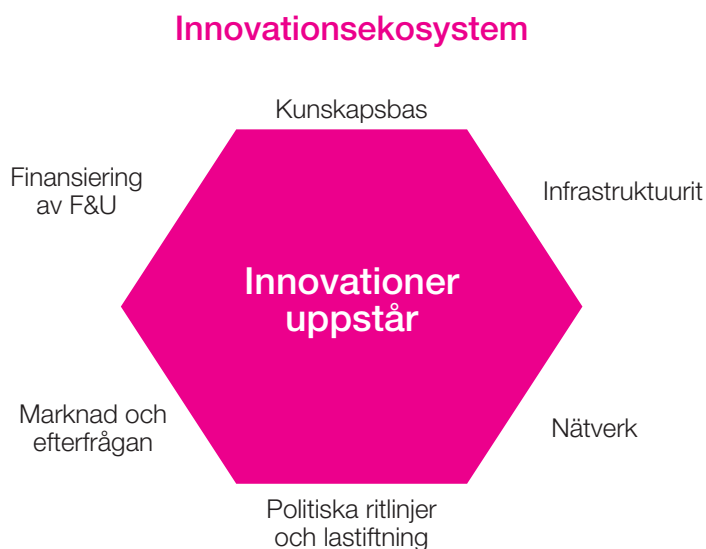 Innovationsekosystem
Kunskapsbas
Finansiering
av F&U
Infrastruktuurit
Innovationer
uppstår
Marknad och
efterfrågan
Nätverk
Politiska ritlinjer
och lastiftning